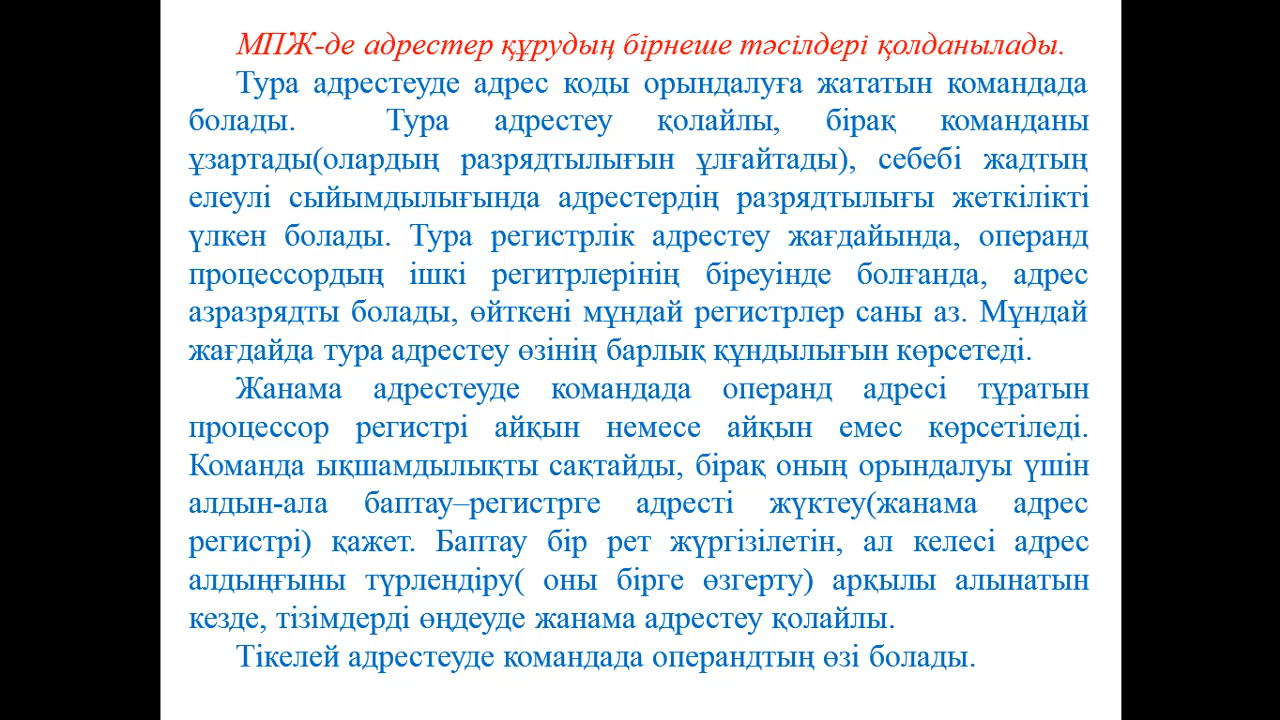 МПЖ-де адрестер құрудың бірнеше тәсілдері қолданылады.
Тура адрестеуде адрес коды орындалуға жататын командада
болады. Тура адрестеу қолайлы, бірақ команданы
ұзартады(олардың разрядтылығын ұлғайтады), себебі жадтың
елеулі сыйымдылығында адрестердің разрядтылығы жеткілікті
үлкен болады. Тура регистрлік адрестеу жағдайында, операнд
процессордың ішкі регитрлерінің біреуінде болғанда, адрес
азразрядты болады, өйткені мұндай регистрлер саны аз. Мұндай
жағдайда тура адрестеу өзінің барлық құндылығын көрсетеді.
Жанама адрестеуде командада операнд адресі тұратын
процессор регистрі айқын немесе айқын емес көрсетіледі.
Команда ықшамдылықты сақтайды, бірақ оның орындалуы үшін
алдын-ала баптау–регистрге адресті жүктеу(жанама адрес
регистрі) қажет. Баптау бір рет жүргізілетін, ал келесі адрес
алдыңғыны түрлендіру( оны бірге өзгерту) арқылы алынатын
кезде, тізімдерді өңдеуде жанама адрестеу қолайлы.
Тікелей адрестеуде командада операндтың өзі болады.